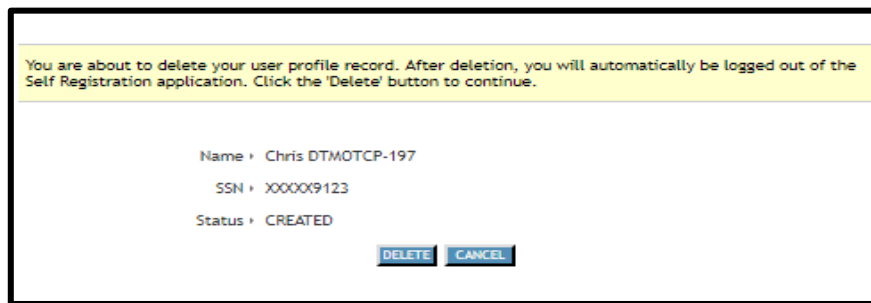 You are about to delete your user profile record. After deletion, you will automatically be logged out of the
Self Registration application. Click the 'Delete' button to continue.
Name › Chris DTMOTCP-197
SSN › XXXXX9123
Status › CREATED
DELETE CANCEL